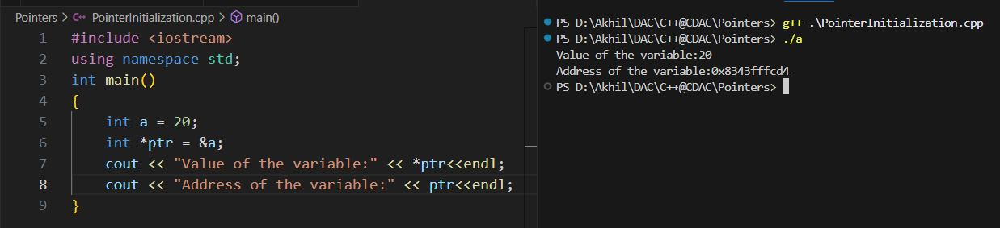 Pointers > PointerInitialization.cpp > main()
1 #include <iostream>
2 using namespace std;
3 int main()
4 {
5 int a = 20;
6 int *ptr = &a;
7 cout << "Value of the variable:" << *ptr<<endl;
8 cout << "Address of the variable:" << ptr<<endl;
9 }
PS D:\Akhil\DAC\C++@CDAC\Pointers> g++ .\PointerInitialization.cpp
PS D:\Akhil\DAC\C++@CDAC\Pointers> ./a
Value of the variable:20
Address of the variable:0x8343fffcd4
PS D:\Akhil\DAC\C++@CDAC\Pointers>